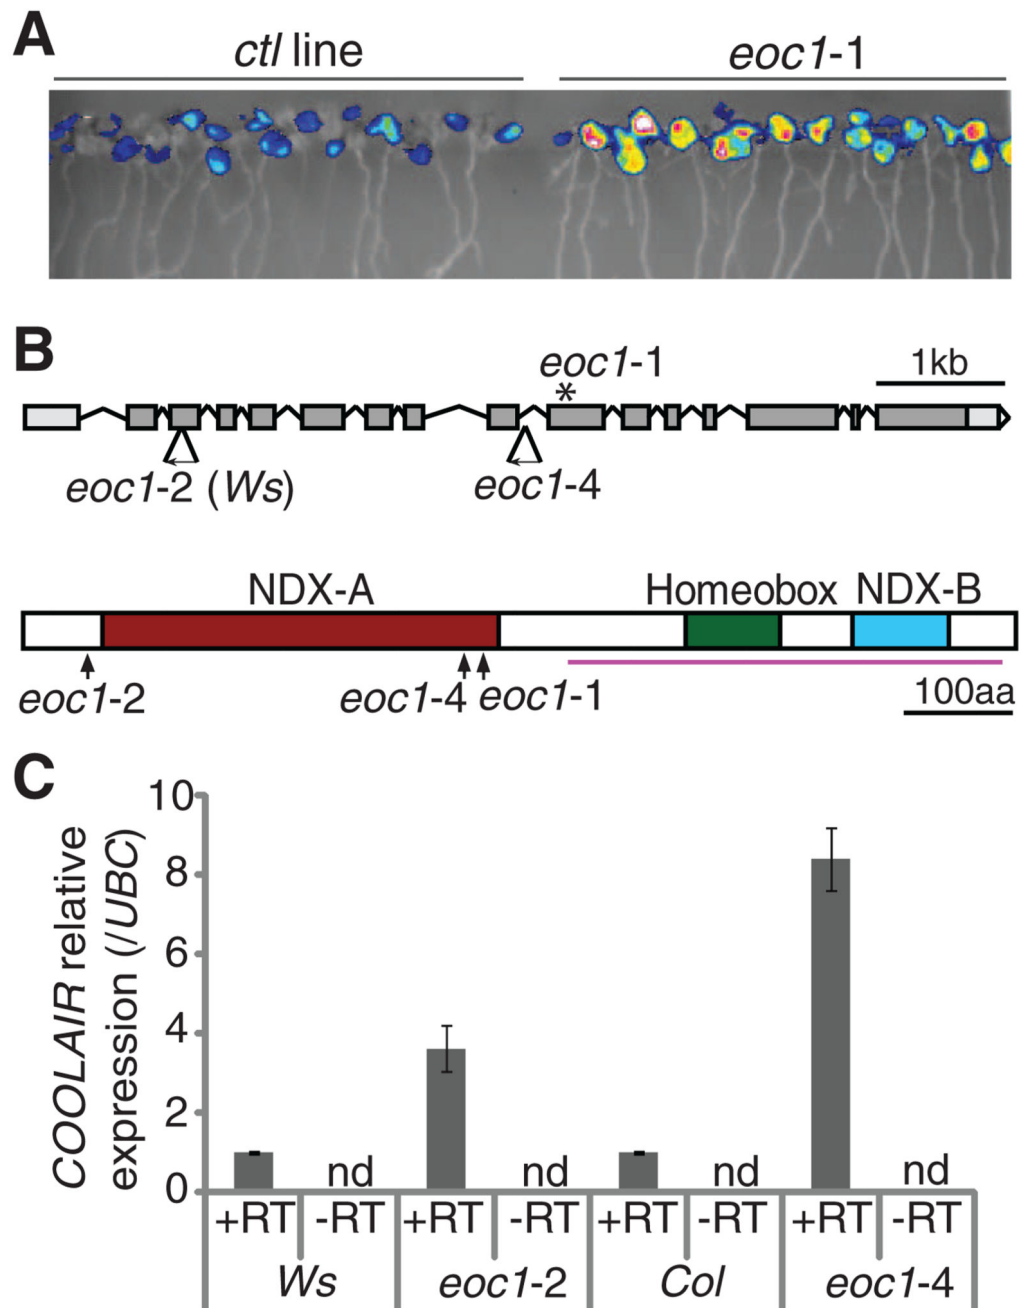 A
ctl line
eoc1-1
B
eoc1-1
*
1kb
eoc1-2 (Ws)
eoc1-4
NDX-A
Homeobox
NDX-B
eoc1-2
eoc1-4
eoc1-1
100aa
C
COOLAIR relative
expression (/UBC)
10
8
6
4
2
0
nd
nd
nd
nd
+RT -RT +RT -RT +RT -RT +RT -RT
Ws eoc1-2 Col eoc1-4